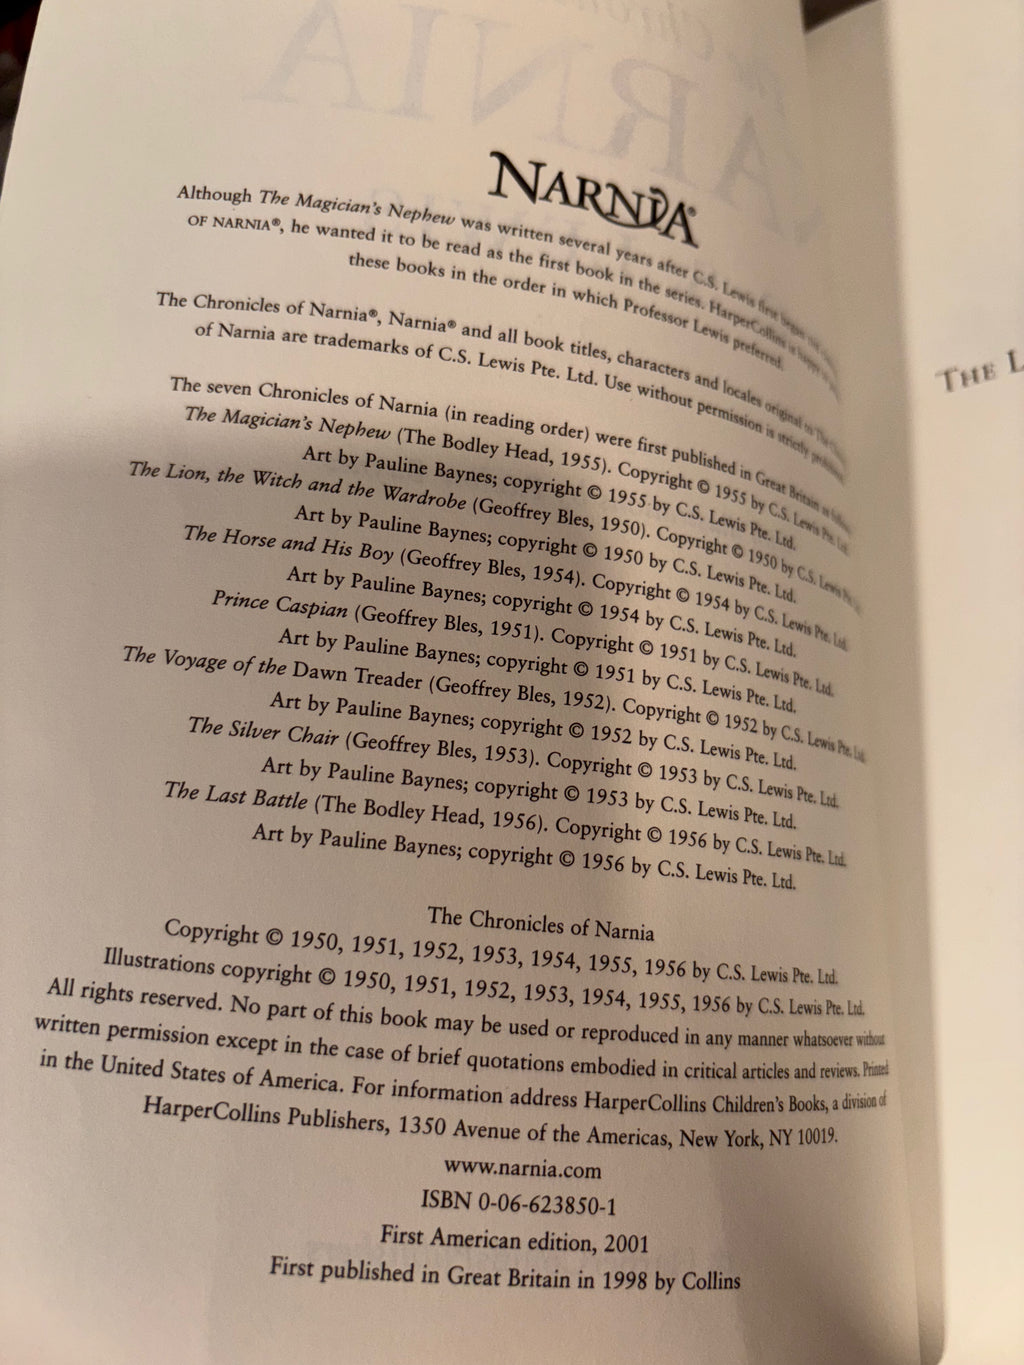 NARNIA®
Although The Magician's Nephew was written several years after C.S. Lewis first began
OF NARNIA®, he wanted it to be read as the first book in the series. HarperCollins is happy to
these books in the order in which Professor Lewis preferred.
The Chronicles of Narnia®, Narnia® and all book titles, characters and locales original to The
of Narnia are trademarks of C.S. Lewis Pte. Ltd. Use without permission is strictly prohibited.
The seven Chronicles of Narnia (in reading order) were first published in Great Britain as follows:
The Magician's Nephew (The Bodley Head, 1955). Copyright © 1955 by C.S. Lewis Pte. Ltd.
Art by Pauline Baynes; copyright © 1955 by C.S. Lewis Pte. Ltd.
The Lion, the Witch and the Wardrobe (Geoffrey Bles, 1950). Copyright © 1950 by C.S. Lewis Pte. Ltd.
Art by Pauline Baynes; copyright © 1950 by C.S. Lewis Pte. Ltd.
The Horse and His Boy (Geoffrey Bles, 1954). Copyright © 1954 by C.S. Lewis Pte. Ltd.
Art by Pauline Baynes; copyright © 1954 by C.S. Lewis Pte. Ltd.
Prince Caspian (Geoffrey Bles, 1951). Copyright © 1951 by C.S. Lewis Pte. Ltd.
Art by Pauline Baynes; copyright © 1951 by C.S. Lewis Pte. Ltd.
The Voyage of the Dawn Treader (Geoffrey Bles, 1952). Copyright © 1952 by C.S. Lewis Pte. Ltd.
Art by Pauline Baynes; copyright © 1952 by C.S. Lewis Pte. Ltd.
The Silver Chair (Geoffrey Bles, 1953). Copyright © 1953 by C.S. Lewis Pte. Ltd.
Art by Pauline Baynes; copyright © 1953 by C.S. Lewis Pte. Ltd.
The Last Battle (The Bodley Head, 1956). Copyright © 1956 by C.S. Lewis Pte. Ltd.
Art by Pauline Baynes; copyright © 1956 by C.S. Lewis Pte. Ltd.
The Chronicles of Narnia
Copyright © 1950, 1951, 1952, 1953, 1954, 1955, 1956 by C.S. Lewis Pte. Ltd.
Illustrations copyright © 1950, 1951, 1952, 1953, 1954, 1955, 1956 by C.S. Lewis Pte. Ltd.
All rights reserved. No part of this book may be used or reproduced in any manner whatsoever without
written permission except in the case of brief quotations embodied in critical articles and reviews. Printed
in the United States of America. For information address HarperCollins Children's Books, a division of
HarperCollins Publishers, 1350 Avenue of the Americas, New York, NY 10019.
www.narnia.com
ISBN 0-06-623850-1
First American edition, 2001
First published in Great Britain in 1998 by Collins
THE L